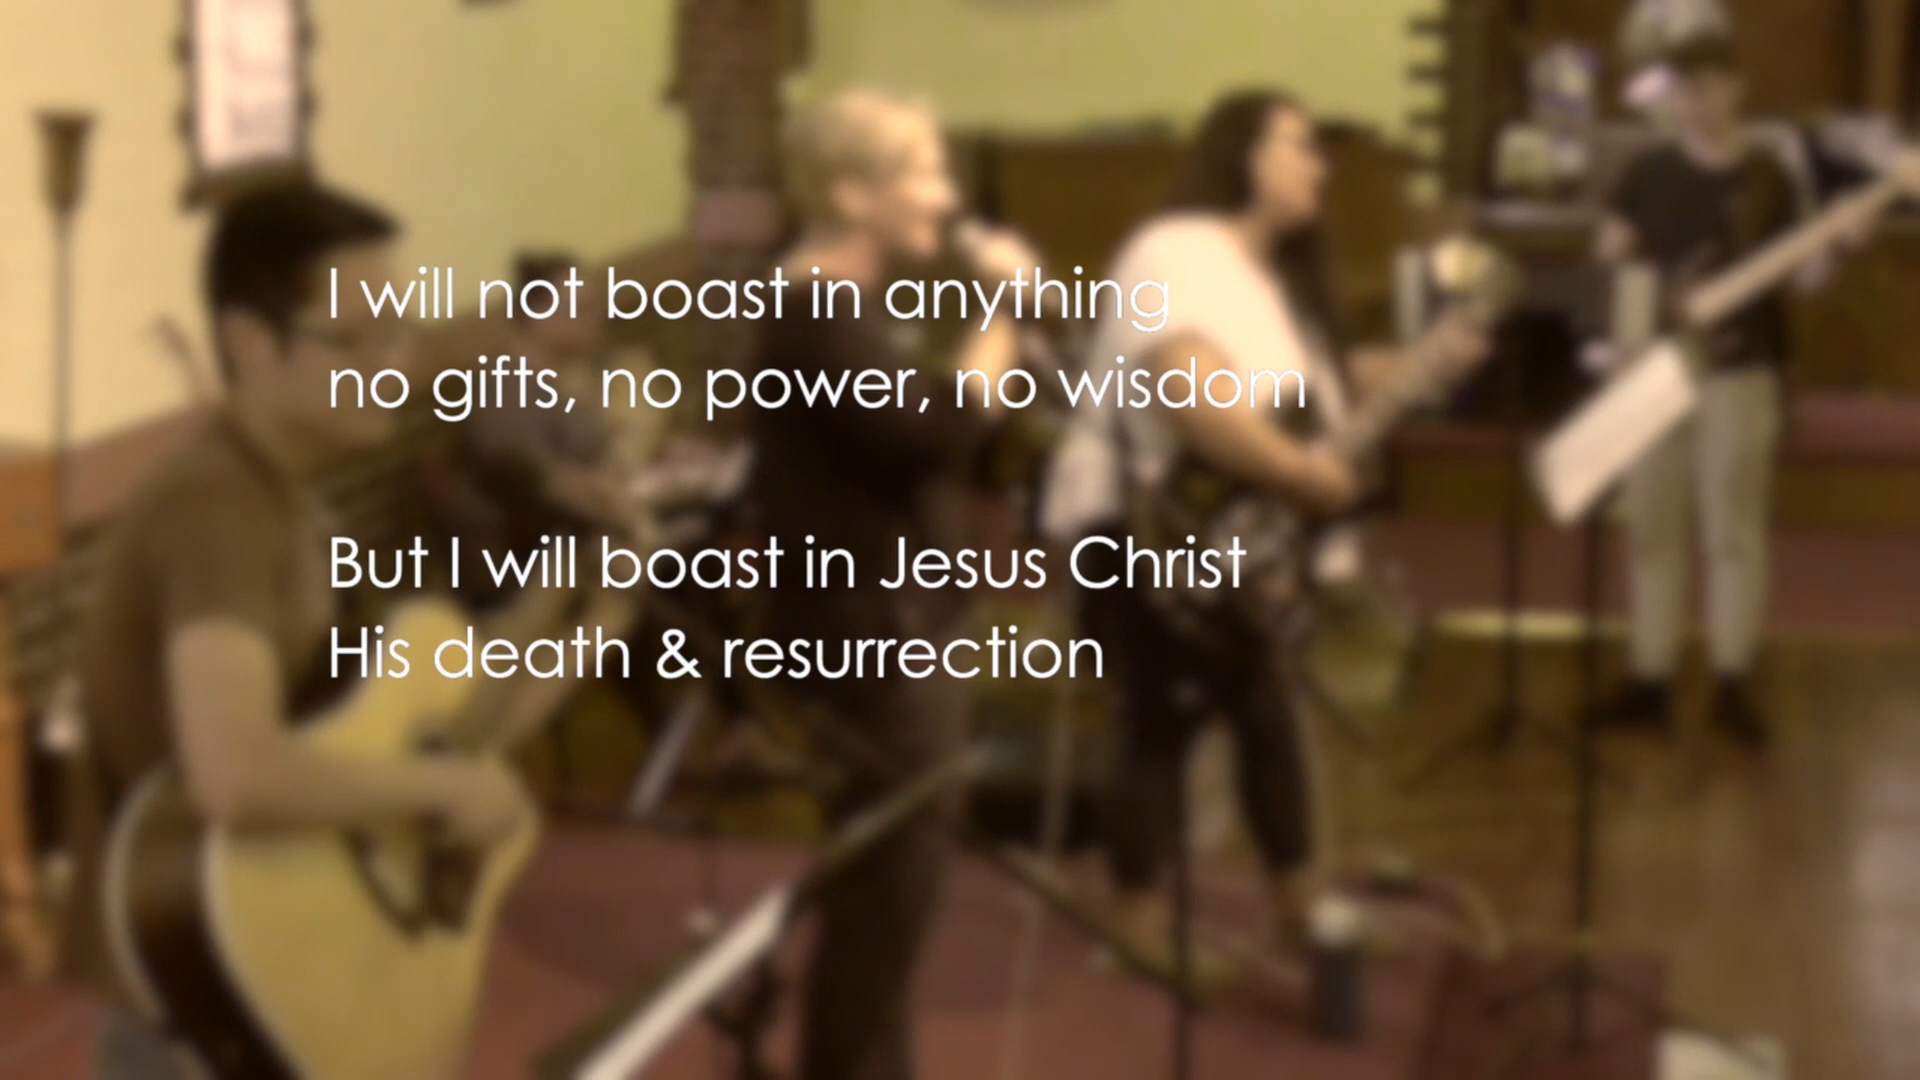 I will not boast in anything
no gifts, no power, no wisdom
But I will boast in Jesus Christ
His death & resurrection